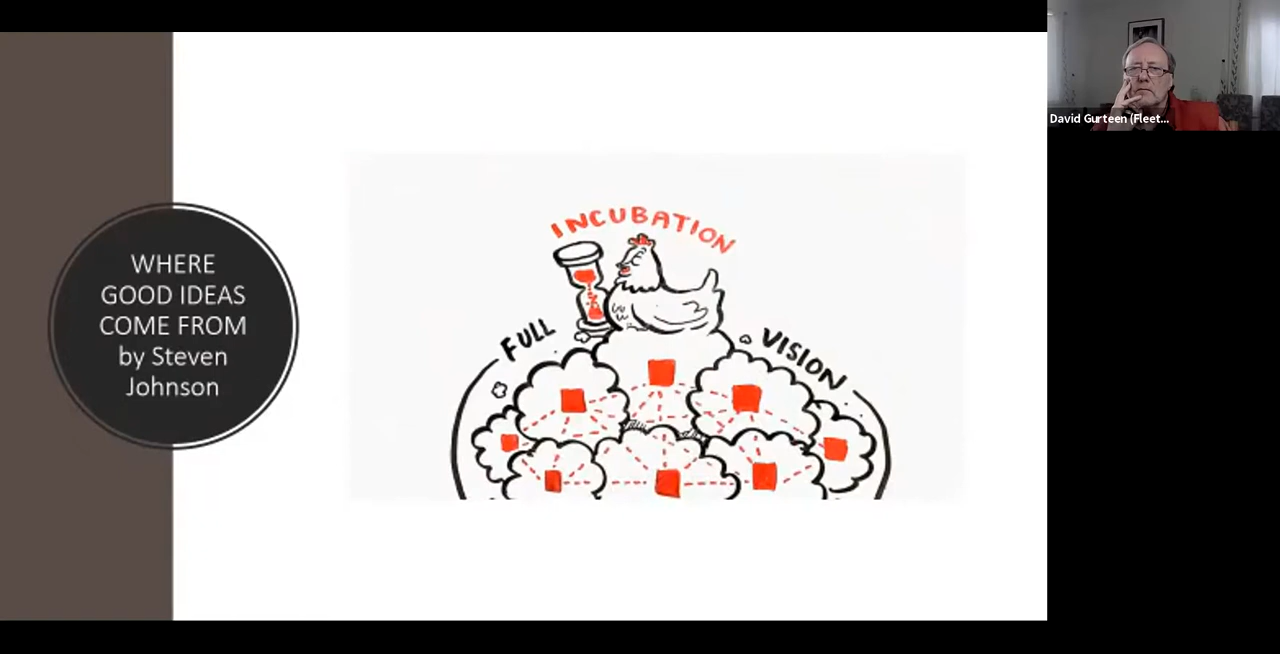 WHERE
GOOD IDEAS
COME FROM
by Steven
Johnson
INCUBATION
FULL
VISION
David Gurteen (Fleet...